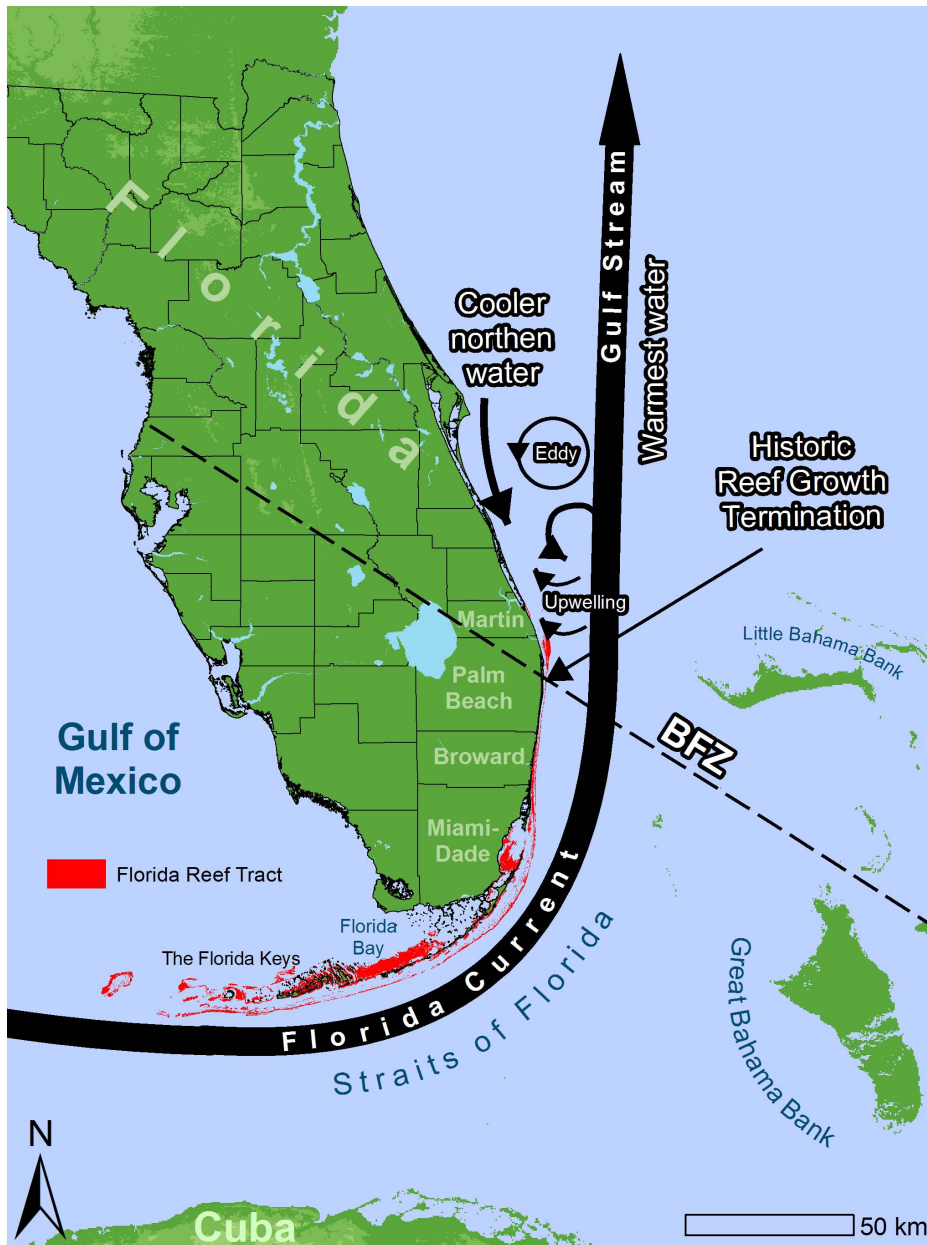 Florida
Gulf Stream
Warmest water
Cooler
northen
water
Eddy
Historic
Reef Growth
Termination
Upwelling
Martin
Little Bahama Bank
Palm
Beach
BFZ
Gulf of
Mexico
Broward
Miami-
Dade
Florida Reef Tract
Florida
Bay
The Florida Keys
Florida Current
Straits of Florida
Great Bahama Bank
N
Cuba
50 km